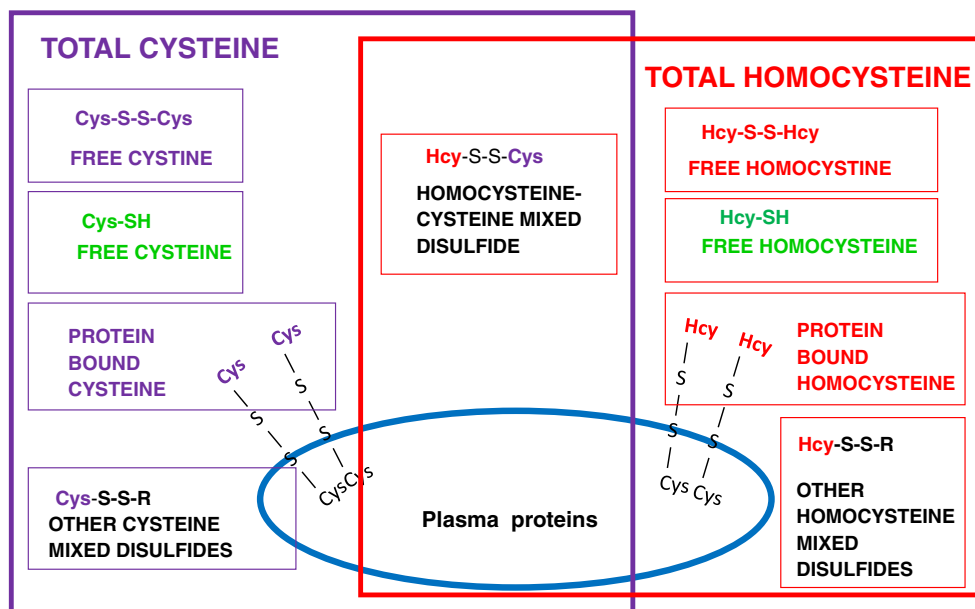 TOTAL CYSTEINE
Cys-S-S-Cys
FREE CYSTINE
Cys-SH
FREE CYSTEINE
PROTEIN
BOUND
CYSTEINE
Cys
S
S
Cys
Cys
S
S
Cys
Cys-S-S-R
OTHER CYSTEINE
MIXED DISULFIDES
Hcy-S-S-Cys
HOMOCYSTEINE-
CYSTEINE MIXED
DISULFIDE
Plasma proteins
TOTAL HOMOCYSTEINE
Hcy-S-S-Hcy
FREE HOMOCYSTINE
Hcy-SH
FREE HOMOCYSTEINE
Hcy
S
S
Cys
Hcy
S
S
Cys
PROTEIN
BOUND
HOMOCYSTEINE
Hcy-S-S-R
OTHER
HOMOCYSTEINE
MIXED
DISULFIDES